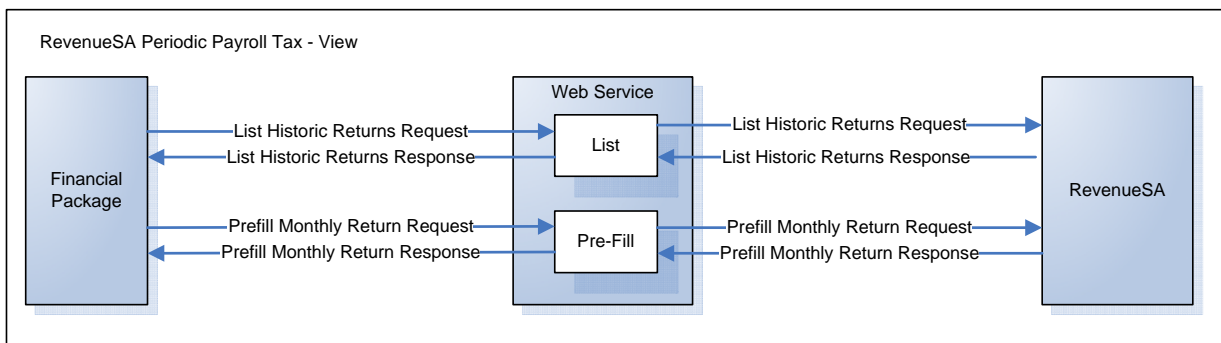 RevenueSA Periodic Payroll Tax - View
Financial
Package
List Historic Returns Request
List Historic Returns Response
Prefill Monthly Return Request
Prefill Monthly Return Response
Web Service
List
Pre-Fill
List Historic Returns Request
List Historic Returns Response
Prefill Monthly Return Request
Prefill Monthly Return Response
RevenueSA